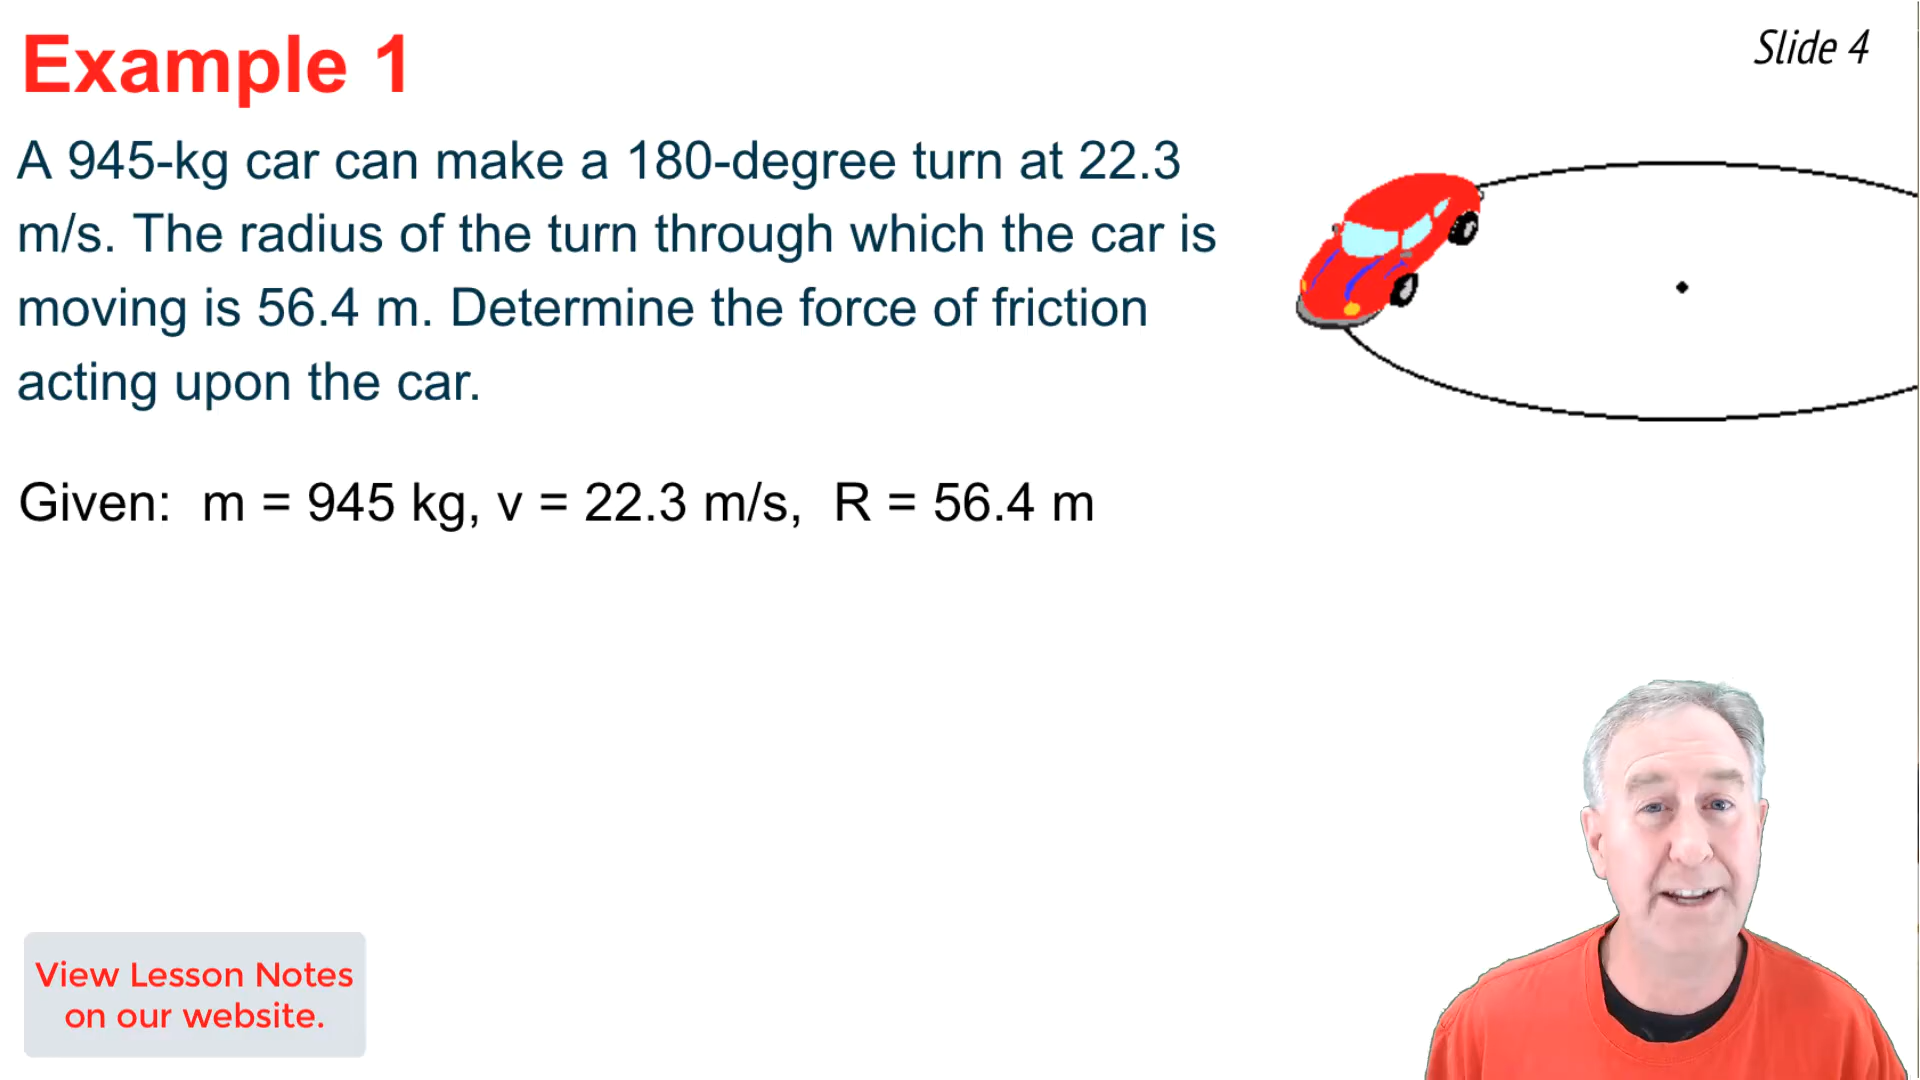 Example 1
Slide 4
A 945-kg car can make a 180-degree turn at 22.3
m/s. The radius of the turn through which the car is
moving is 56.4 m. Determine the force of friction
acting upon the car.
Given:  m = 945 kg, v = 22.3 m/s,  R = 56.4 m
View Lesson Notes
on our website.